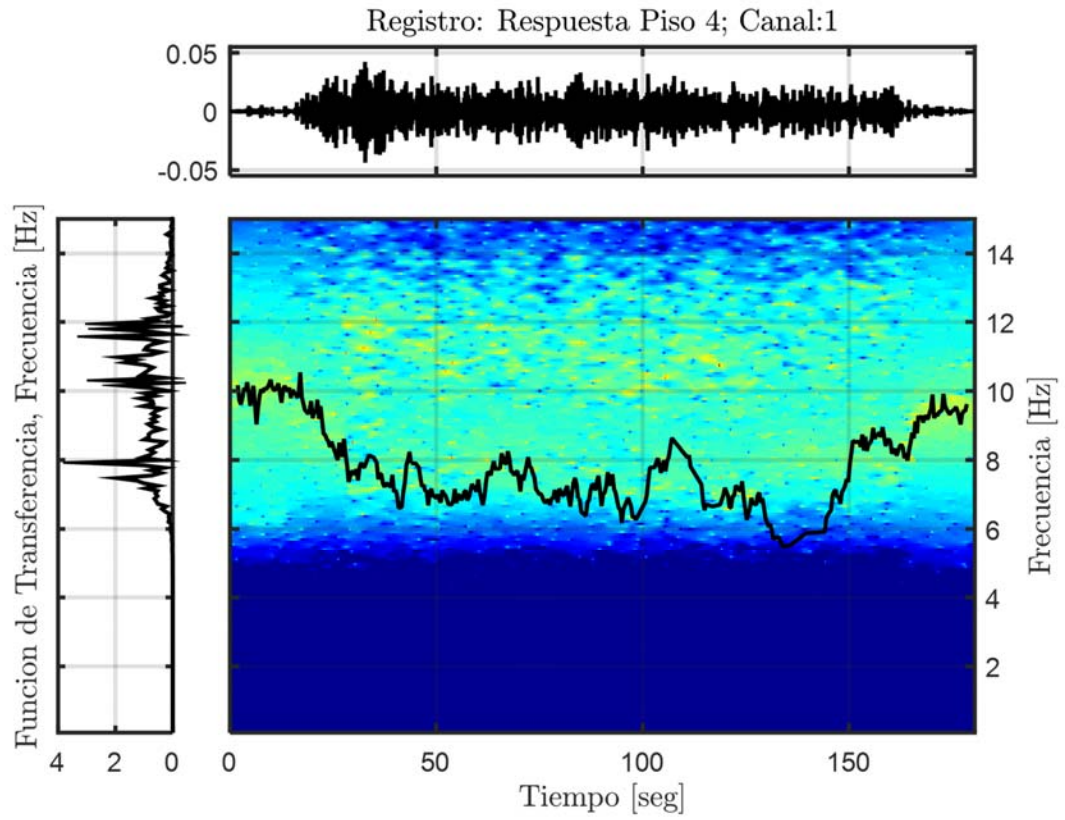 Registro: Respuesta Piso 4; Canal:1
0.05
0
-0.05
Funcion de Transferencia, Frecuencia [Hz]
4 2 0
14
12
10
8
6
4
2
Frecuencia [Hz]
0 50 100 150
Tiempo [seg]